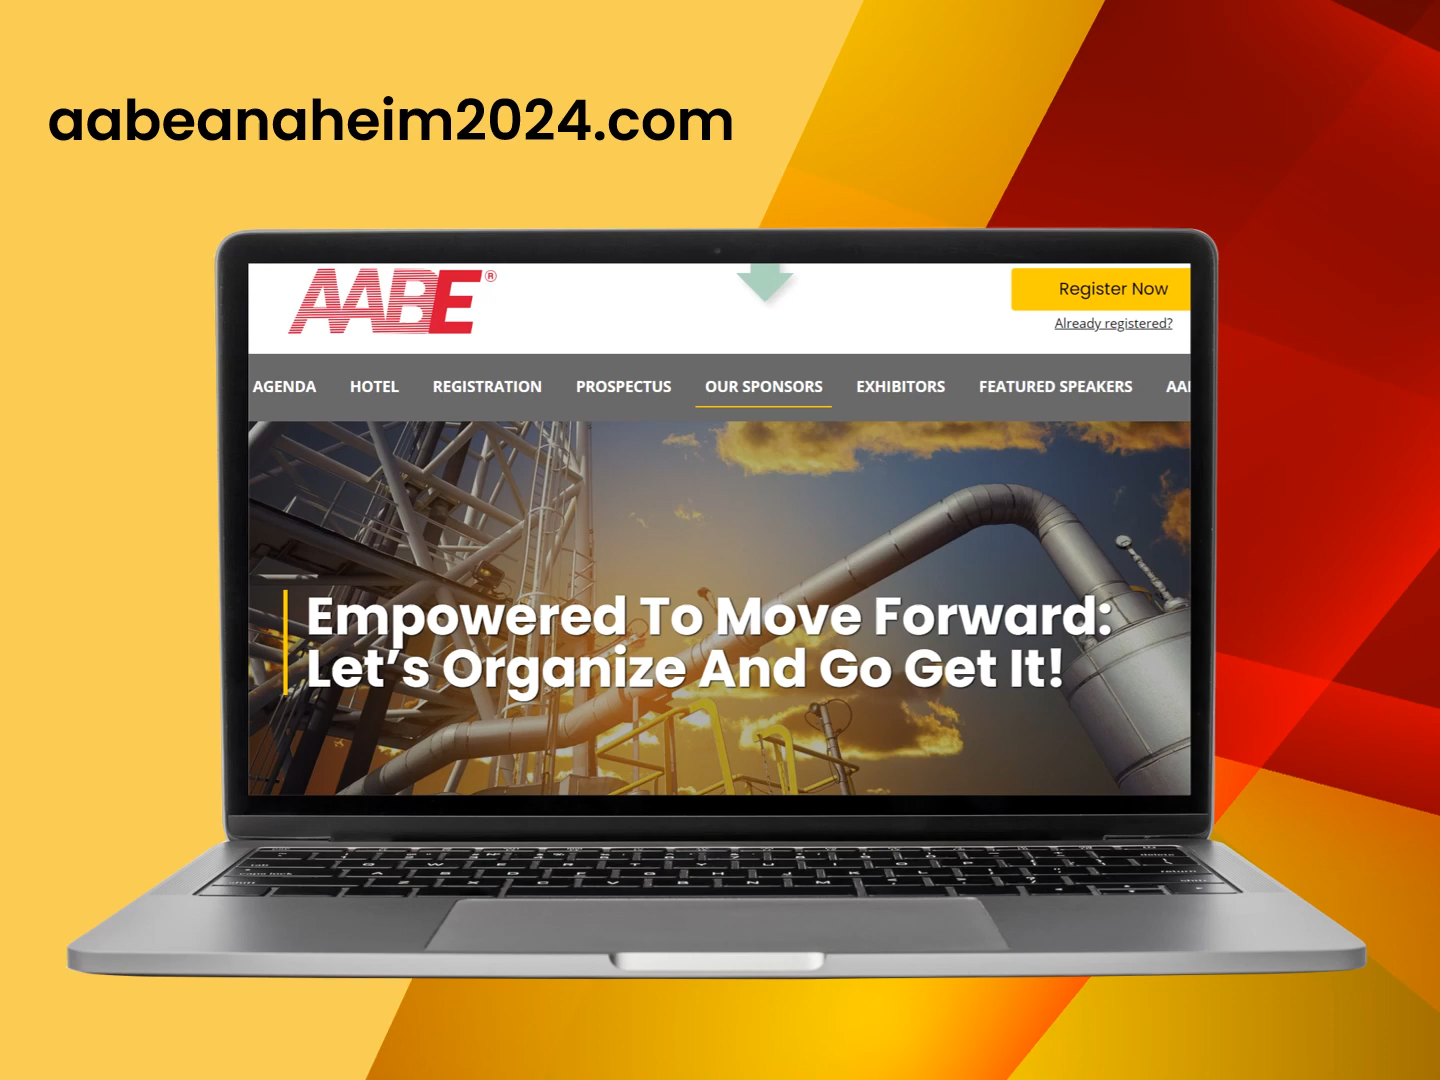 aabeanaheim2024.com
AABE®
Register Now
Already registered?
AGENDA HOTEL REGISTRATION PROSPECTUS OUR SPONSORS EXHIBITORS FEATURED SPEAKERS
Empowered To Move Forward:
Let's Organize And Go Get It!